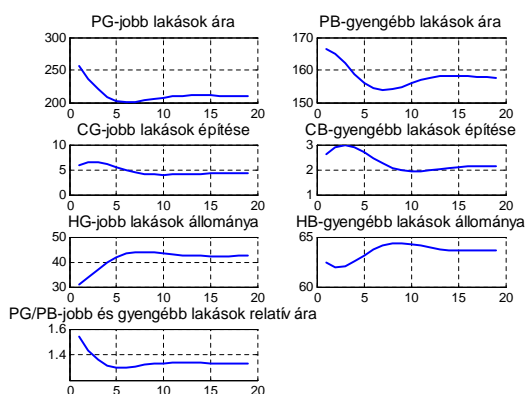 PG-jobb lakások ára
300
250
200
0 5 10 15 20
PB-gyengébb lakások ára
170
160
150
0 5 10 15 20
CG-jobb lakások építése
10
5
0
0 5 10 15 20
CB-gyengébb lakások építése
3
2
1
0 5 10 15 20
HG-jobb lakások állománya
50
40
30
0 5 10 15 20
HB-gyengébb lakások állománya
65
60
0 5 10 15 20
PG/PB-jobb és gyengébb lakások relatív ára
1.6
1.4
0 5 10 15 20